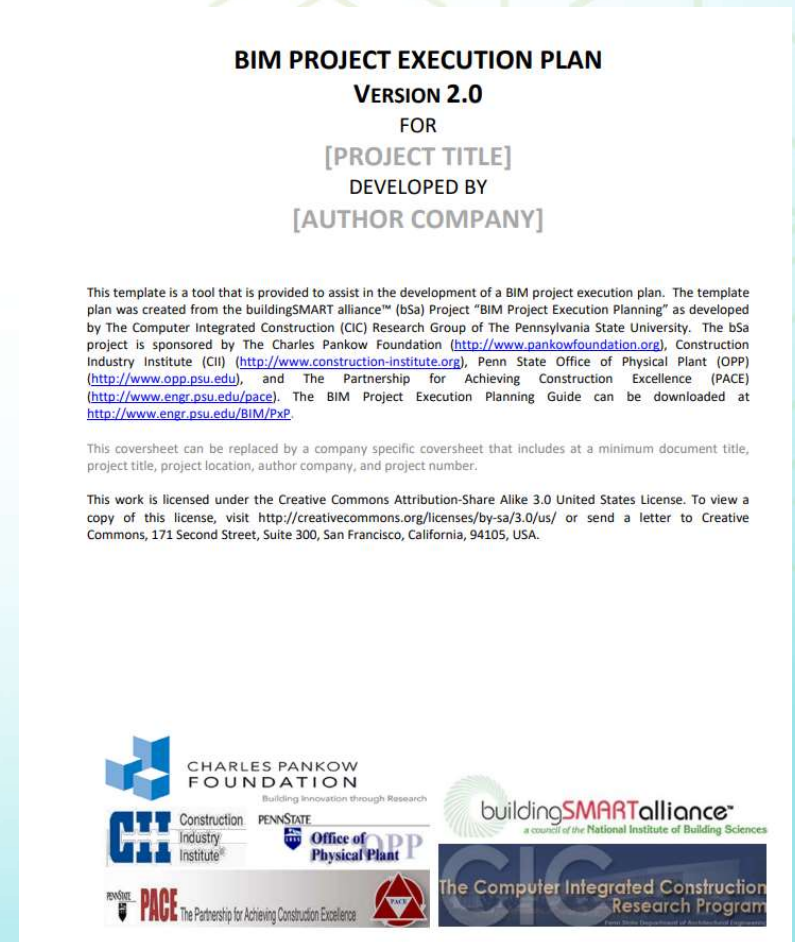 BIM PROJECT EXECUTION PLAN
VERSION 2.0
FOR
[PROJECT TITLE]
DEVELOPED BY
[AUTHOR COMPANY]
This template is a tool that is provided to assist in the development of a BIM project execution plan. The template
plan was created from the buildingSMART alliance™ (bSa) Project “BIM Project Execution Planning” as developed
by The Computer Integrated Construction (CIC) Research Group of The Pennsylvania State University. The bSa
project is sponsored by The Charles Pankow Foundation (http://www.pankowfoundation.org), Construction
Industry Institute (CII) (http://www.construction-institute.org), Penn State Office of Physical Plant (OPP)
(http://www.opp.psu.edu), and The Partnership for Achieving Construction Excellence (PACE)
(http://www.engr.psu.edu/pace). The BIM Project Execution Planning Guide can be downloaded at
http://www.engr.psu.edu/BIM/PxP.
This coversheet can be replaced by a company specific coversheet that includes at a minimum document title,
project title, project location, author company, and project number.
This work is licensed under the Creative Commons Attribution-Share Alike 3.0 United States License. To view a
copy of this license, visit http://creativecommons.org/licenses/by-sa/3.0/us/ or send a letter to Creative
Commons, 171 Second Street, Suite 300, San Francisco, California, 94105, USA.
CHARLES PANKOW
FOUNDATION
Building Innovation through Research
buildingSMARTalliance™
a council of the National Institute of Building Sciences
CII
Construction
Industry
Institute®
PENNSTATE
OPP
Office of
Physical Plant
PENNSTATE
PACE The Partnership for Achieving Construction Excellence
PACE
CIC
The Computer Integrated Construction
Research Program
Penn State Department of Architectural Engineering